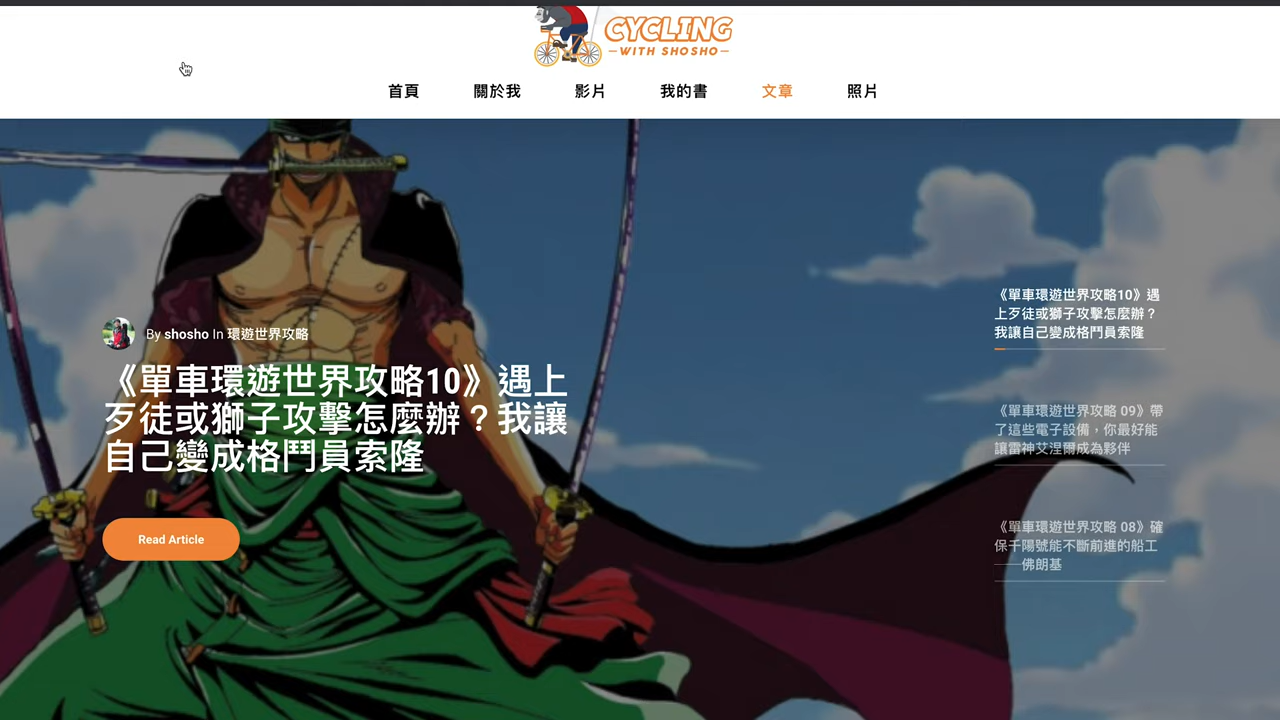 CYCLING
WITH SHOSHO
首頁 關於我 影片 我的書 文章 照片
By shosho In 環遊世界攻略
《單車環遊世界攻略10》遇上
歹徒或獅子攻擊怎麼辦？我讓
自己變成格鬥員索隆
Read Article
《單車環遊世界攻略10》遇
上歹徒或獅子攻擊怎麼辦？
我讓自己變成格鬥員索隆
《單車環遊世界攻略 09》帶
了這些電子設備，你最好能
讓雷神艾涅爾成為夥伴
《單車環遊世界攻略 08》確
保千陽號能不斷前進的船工
——佛朗基